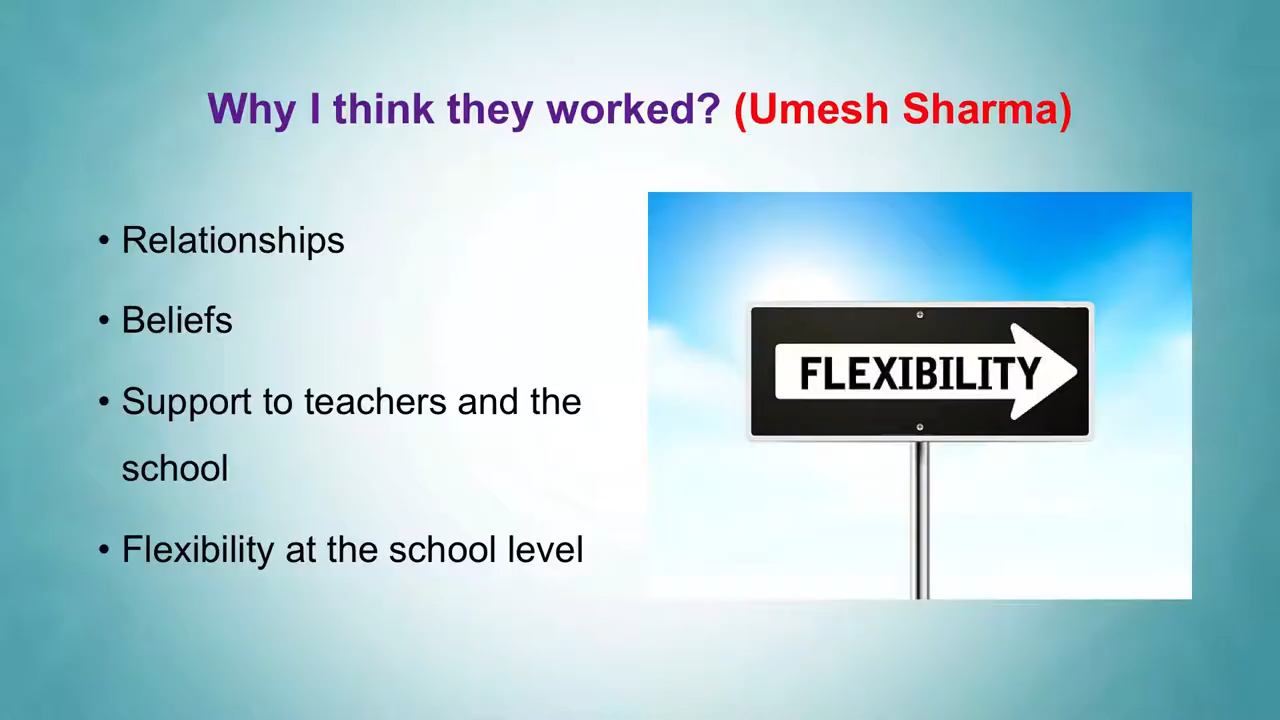 Why I think they worked? (Umesh Sharma)
• Relationships
• Beliefs
• Support to teachers and the
school
• Flexibility at the school level
FLEXIBILITY